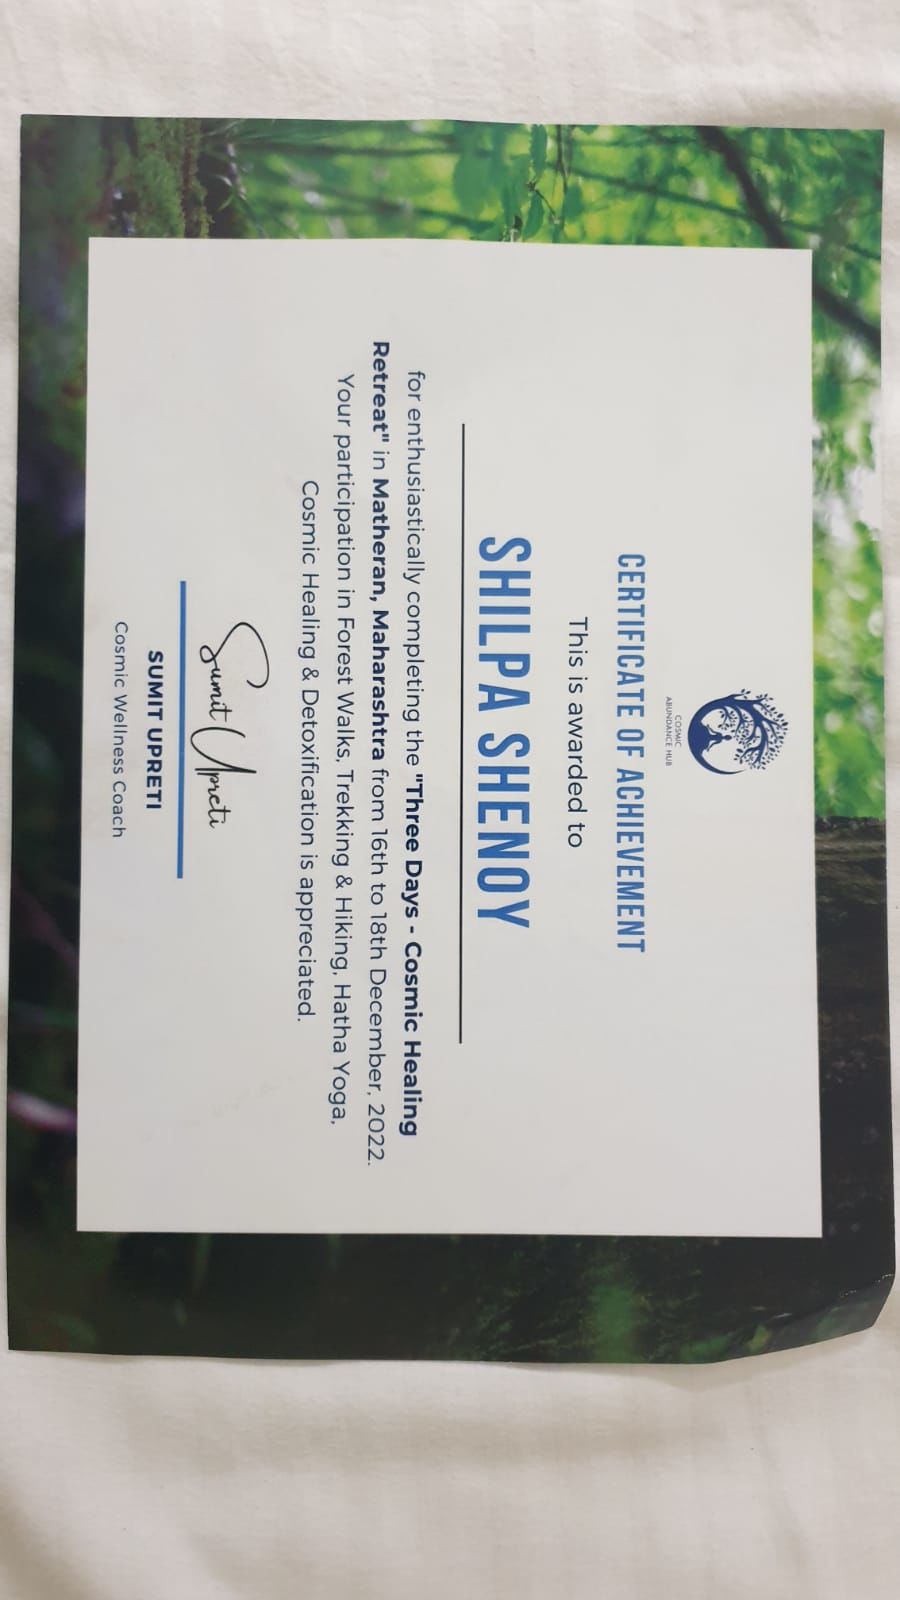 COSMIC
ABUNDANCE HUB
CERTIFICATE OF ACHIEVEMENT
This is awarded to
SHILPA SHENOY
for enthusiastically completing the "Three Days - Cosmic Healing
Retreat" in Matheran, Maharashtra from 16th to 18th December, 2022.
Your participation in Forest Walks, Trekking & Hiking, Hatha Yoga,
Cosmic Healing & Detoxification is appreciated.
Sumit Upreti
SUMIT UPRETI
Cosmic Wellness Coach